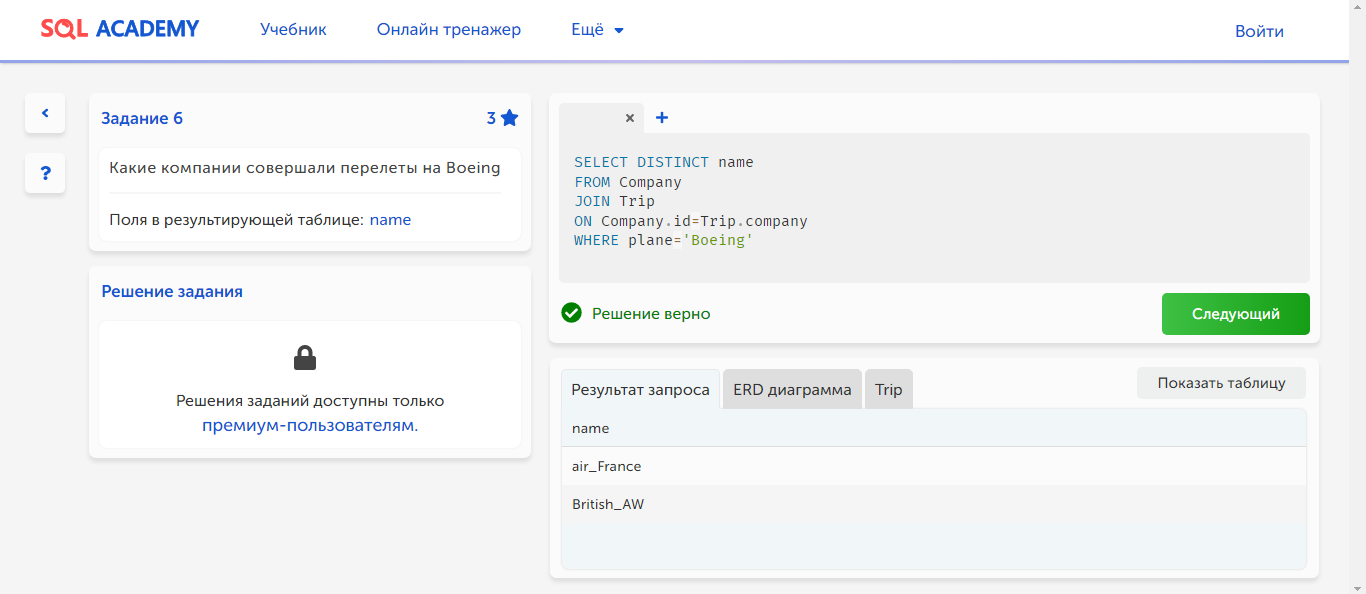 SQL ACADEMY
Учебник
Онлайн тренажер
Ещё
Войти
Задание 6
3
Какие компании совершали перелеты на Boeing
Поля в результирующей таблице: name
Решение задания
Решения заданий доступны только
премиум-пользователям.
SELECT DISTINCT name
FROM Company
JOIN Trip
ON Company.id=Trip.company
WHERE plane='Boeing'
Решение верно
Следующий
Результат запроса
ERD диаграмма
Trip
Показать таблицу
name
air_France
British_AW